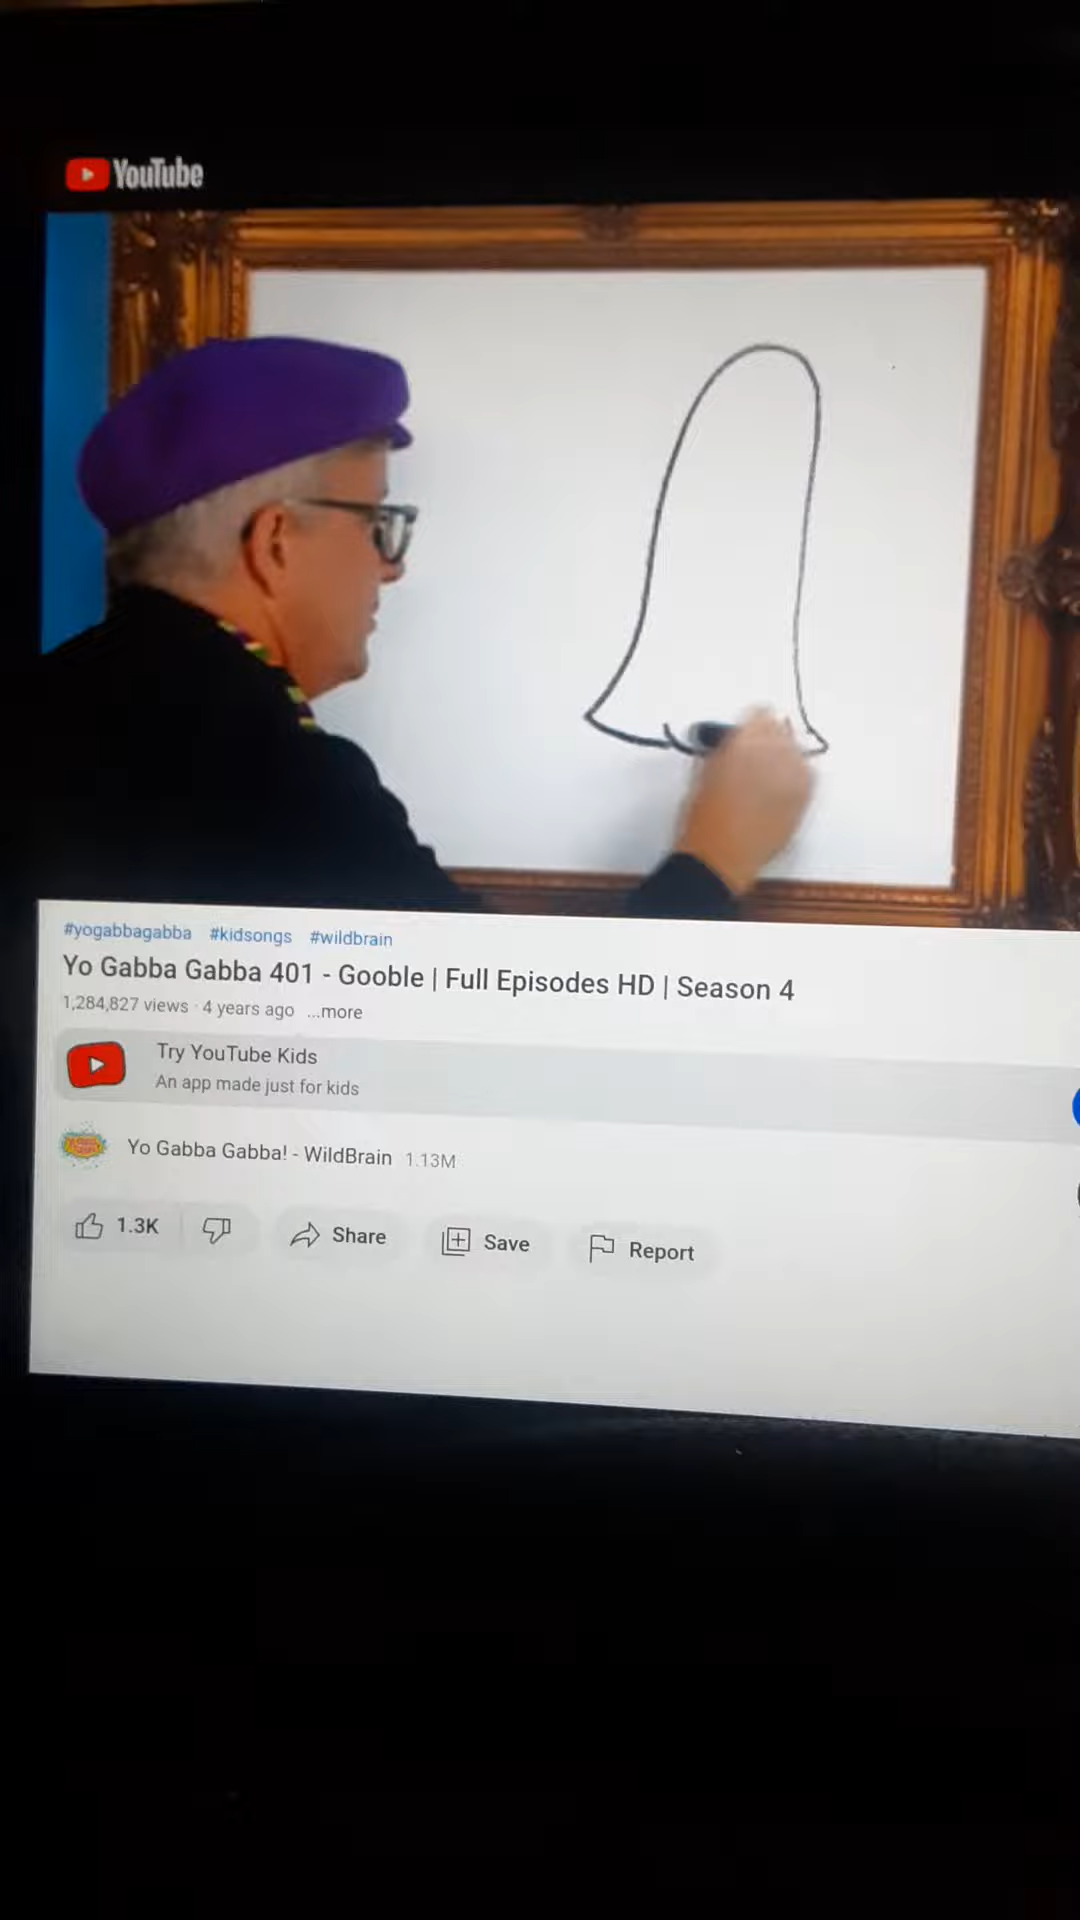 YouTube
#yogabbagabba #kidsongs #wildbrain
Yo Gabba Gabba 401 - Gooble | Full Episodes HD | Season 4
1,284,827 views · 4 years ago ...more
Try YouTube Kids
An app made just for kids
Yo Gabba Gabba! - WildBrain 1.13M
1.3K
Share
Save
Report